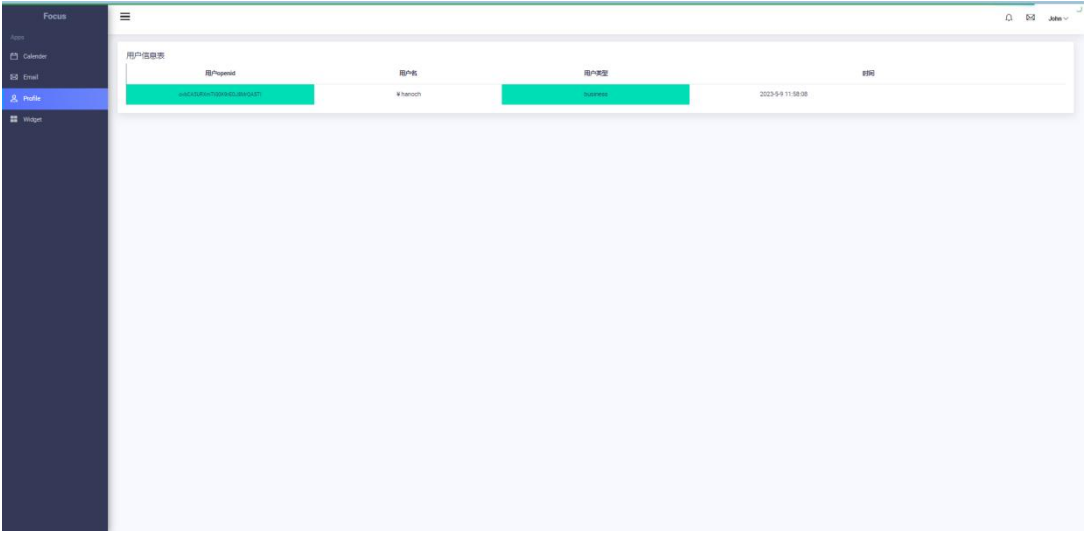 Focus
John
Apps
Calender
Email
Profile
Widget
用户信息表
用户openid 用户名 用户类型 时间
¥ hanoch business 2023-5-9 11:58:08